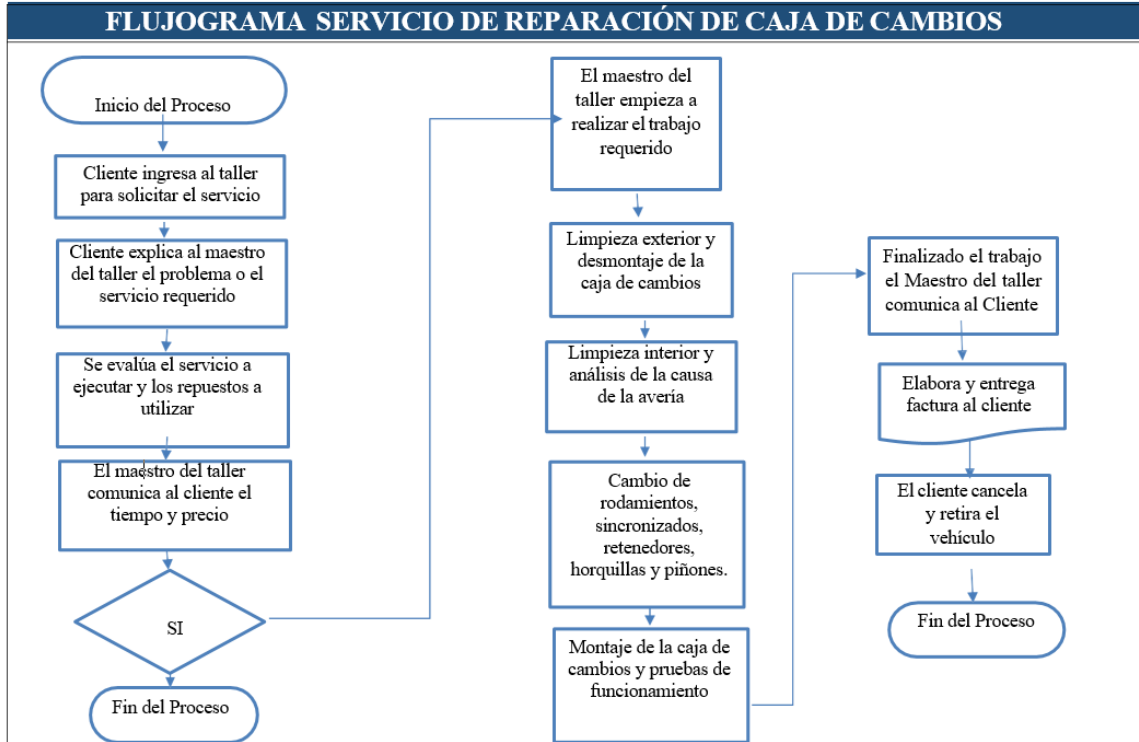 FLUJOGRAMA SERVICIO DE REPARACIÓN DE CAJA DE CAMBIOS
Inicio del Proceso
Cliente ingresa al taller
para solicitar el servicio
Cliente explica al maestro
del taller el problema o el
servicio requerido
Se evalúa el servicio a
ejecutar y los repuestos a
utilizar
El maestro del taller
comunica al cliente el
tiempo y precio
SI
Fin del Proceso
El maestro del
taller empieza a
realizar el trabajo
requerido
Limpieza exterior y
desmontaje de la
caja de cambios
Limpieza interior y
análisis de la causa
de la avería
Cambio de
rodamientos,
sincronizados,
retenedores,
horquillas y piñones.
Montaje de la caja de
cambios y pruebas de
funcionamiento
Finalizado el trabajo
el Maestro del taller
comunica al Cliente
Elabora y entrega
factura al cliente
El cliente cancela
y retira el
vehículo
Fin del Proceso